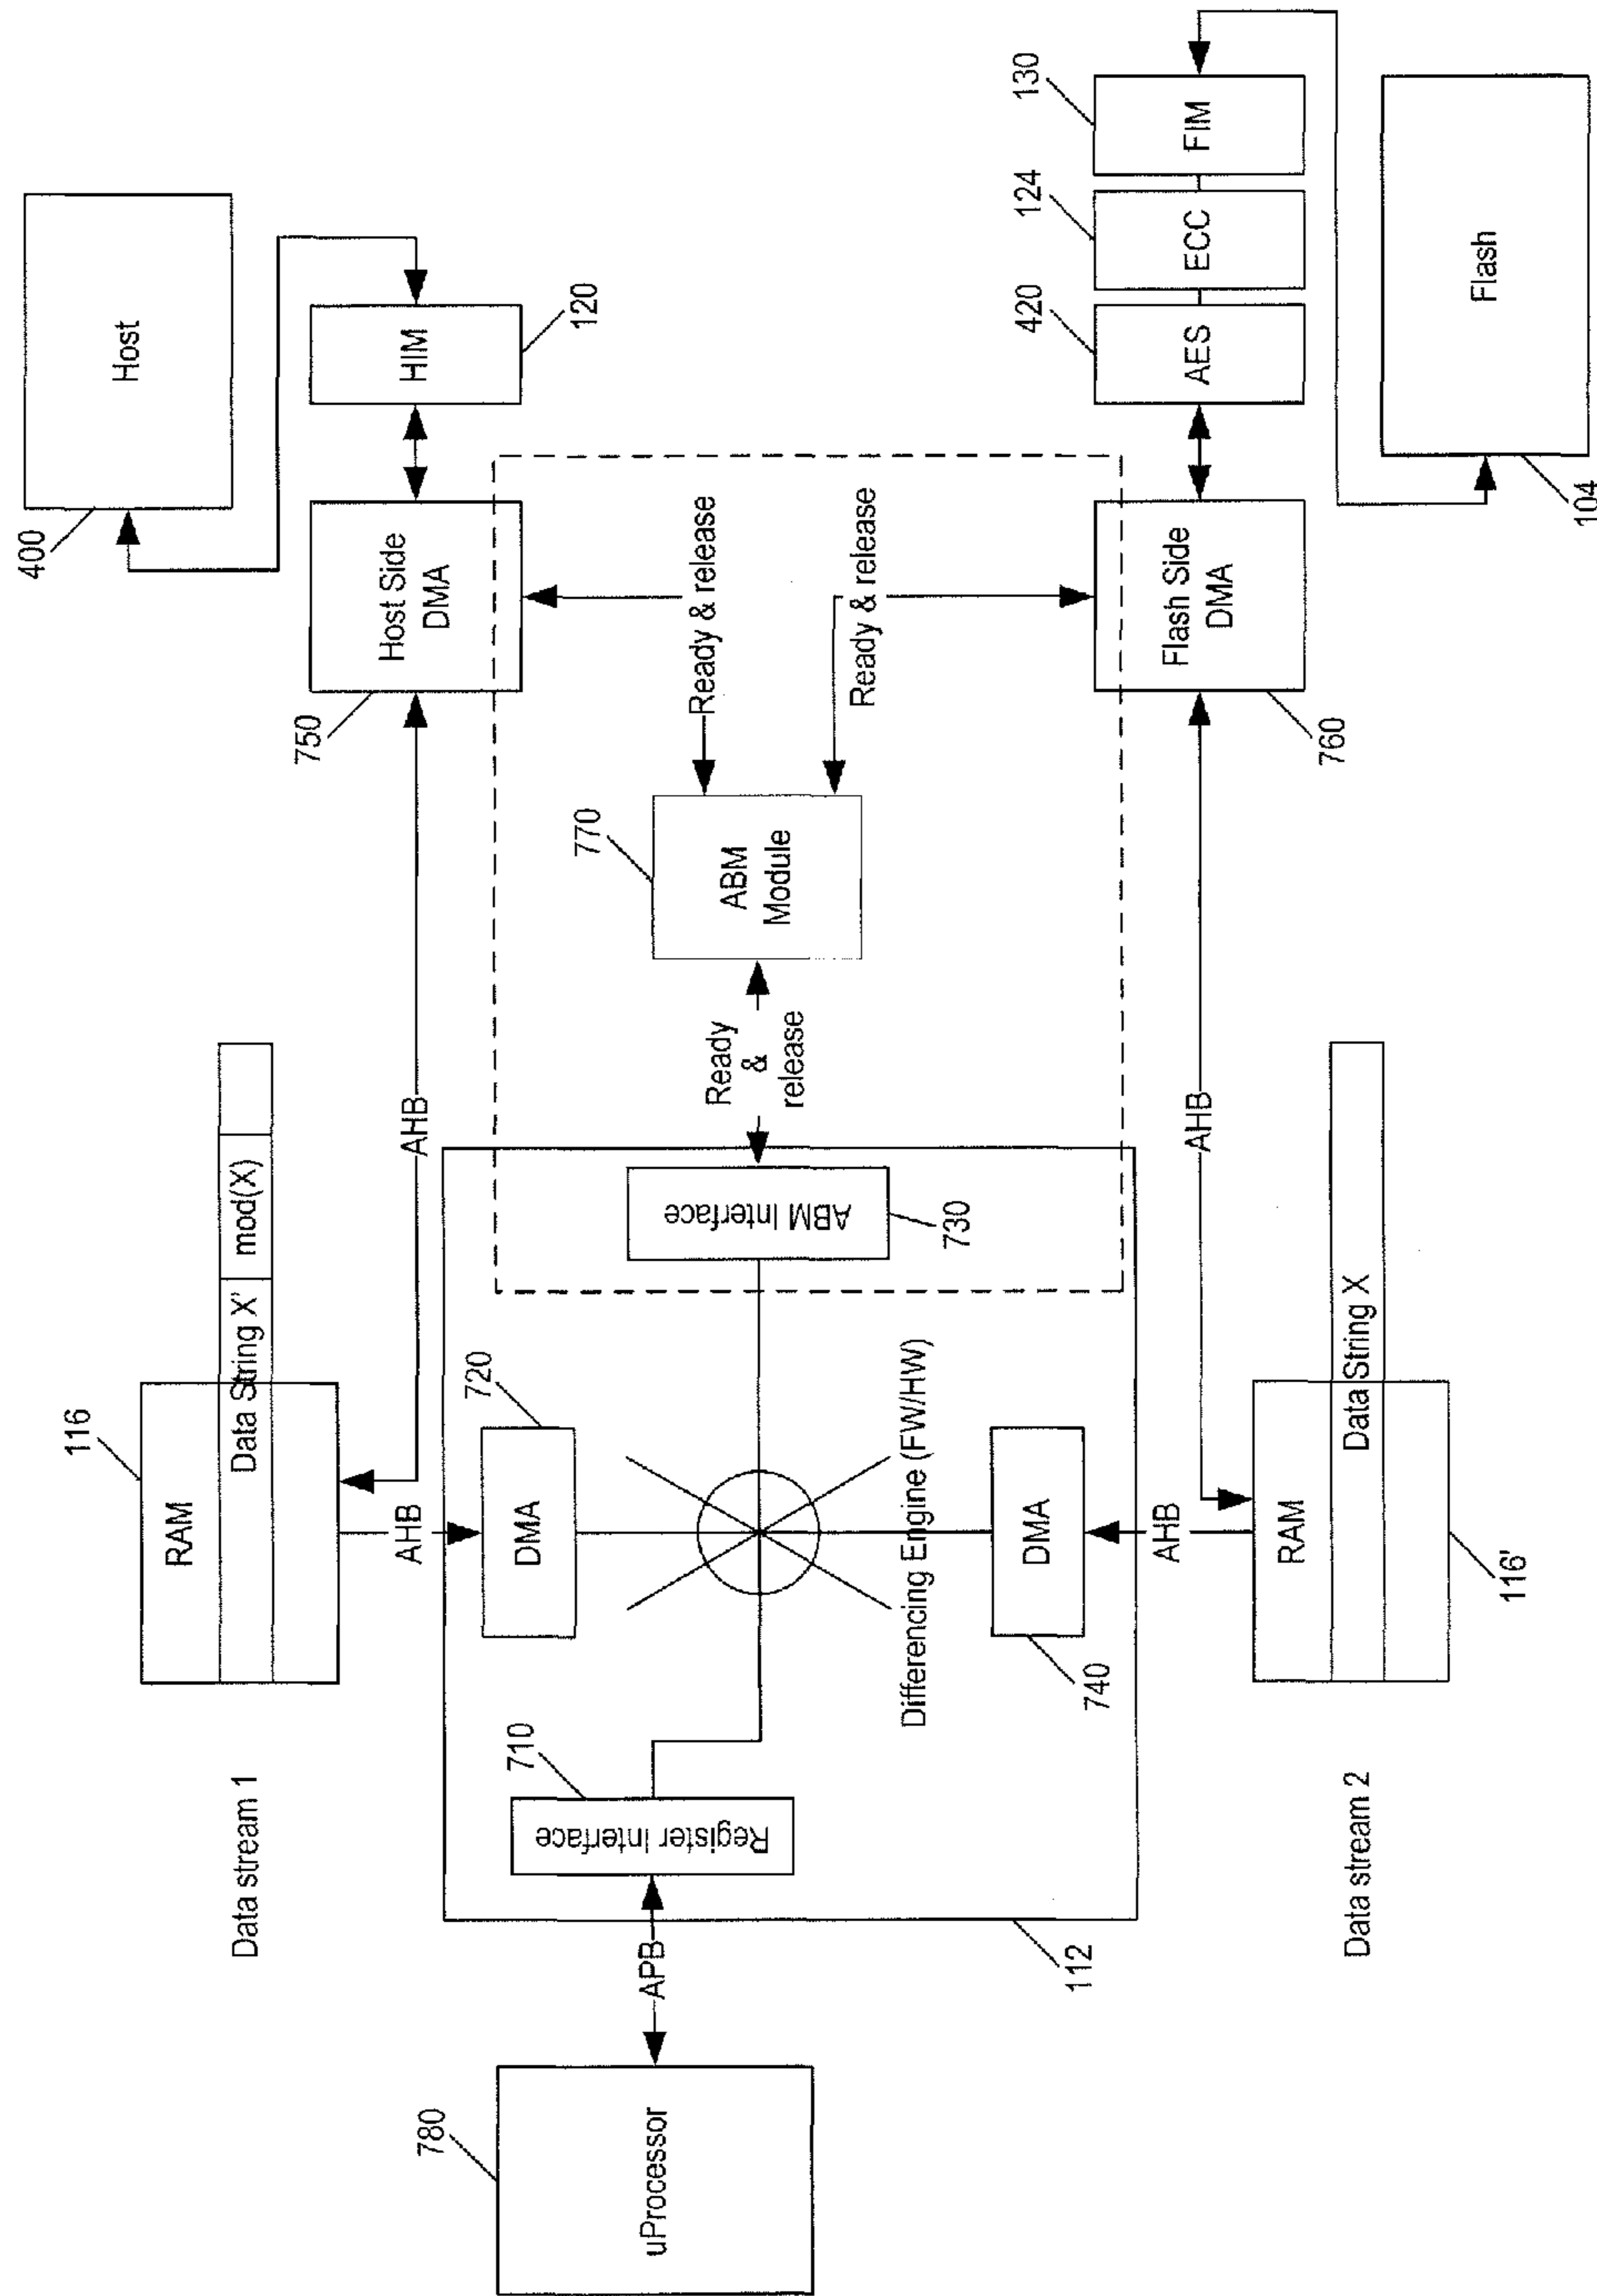 780
uProcessor
APB
Data stream 1
116
RAM
Data String X'
mod(X)
AHB
AHB
710
Register Interface
720
DMA
Differencing Engine (FW/HW)
740
DMA
112
ABM Interface
730
Ready
&
release
770
ABM
Module
Ready & release
Ready & release
750
Host Side
DMA
120
HIM
400
Host
Data stream 2
116'
RAM
Data String X
AHB
AHB
760
Flash Side
DMA
420
AES
124
ECC
130
FIM
104
Flash